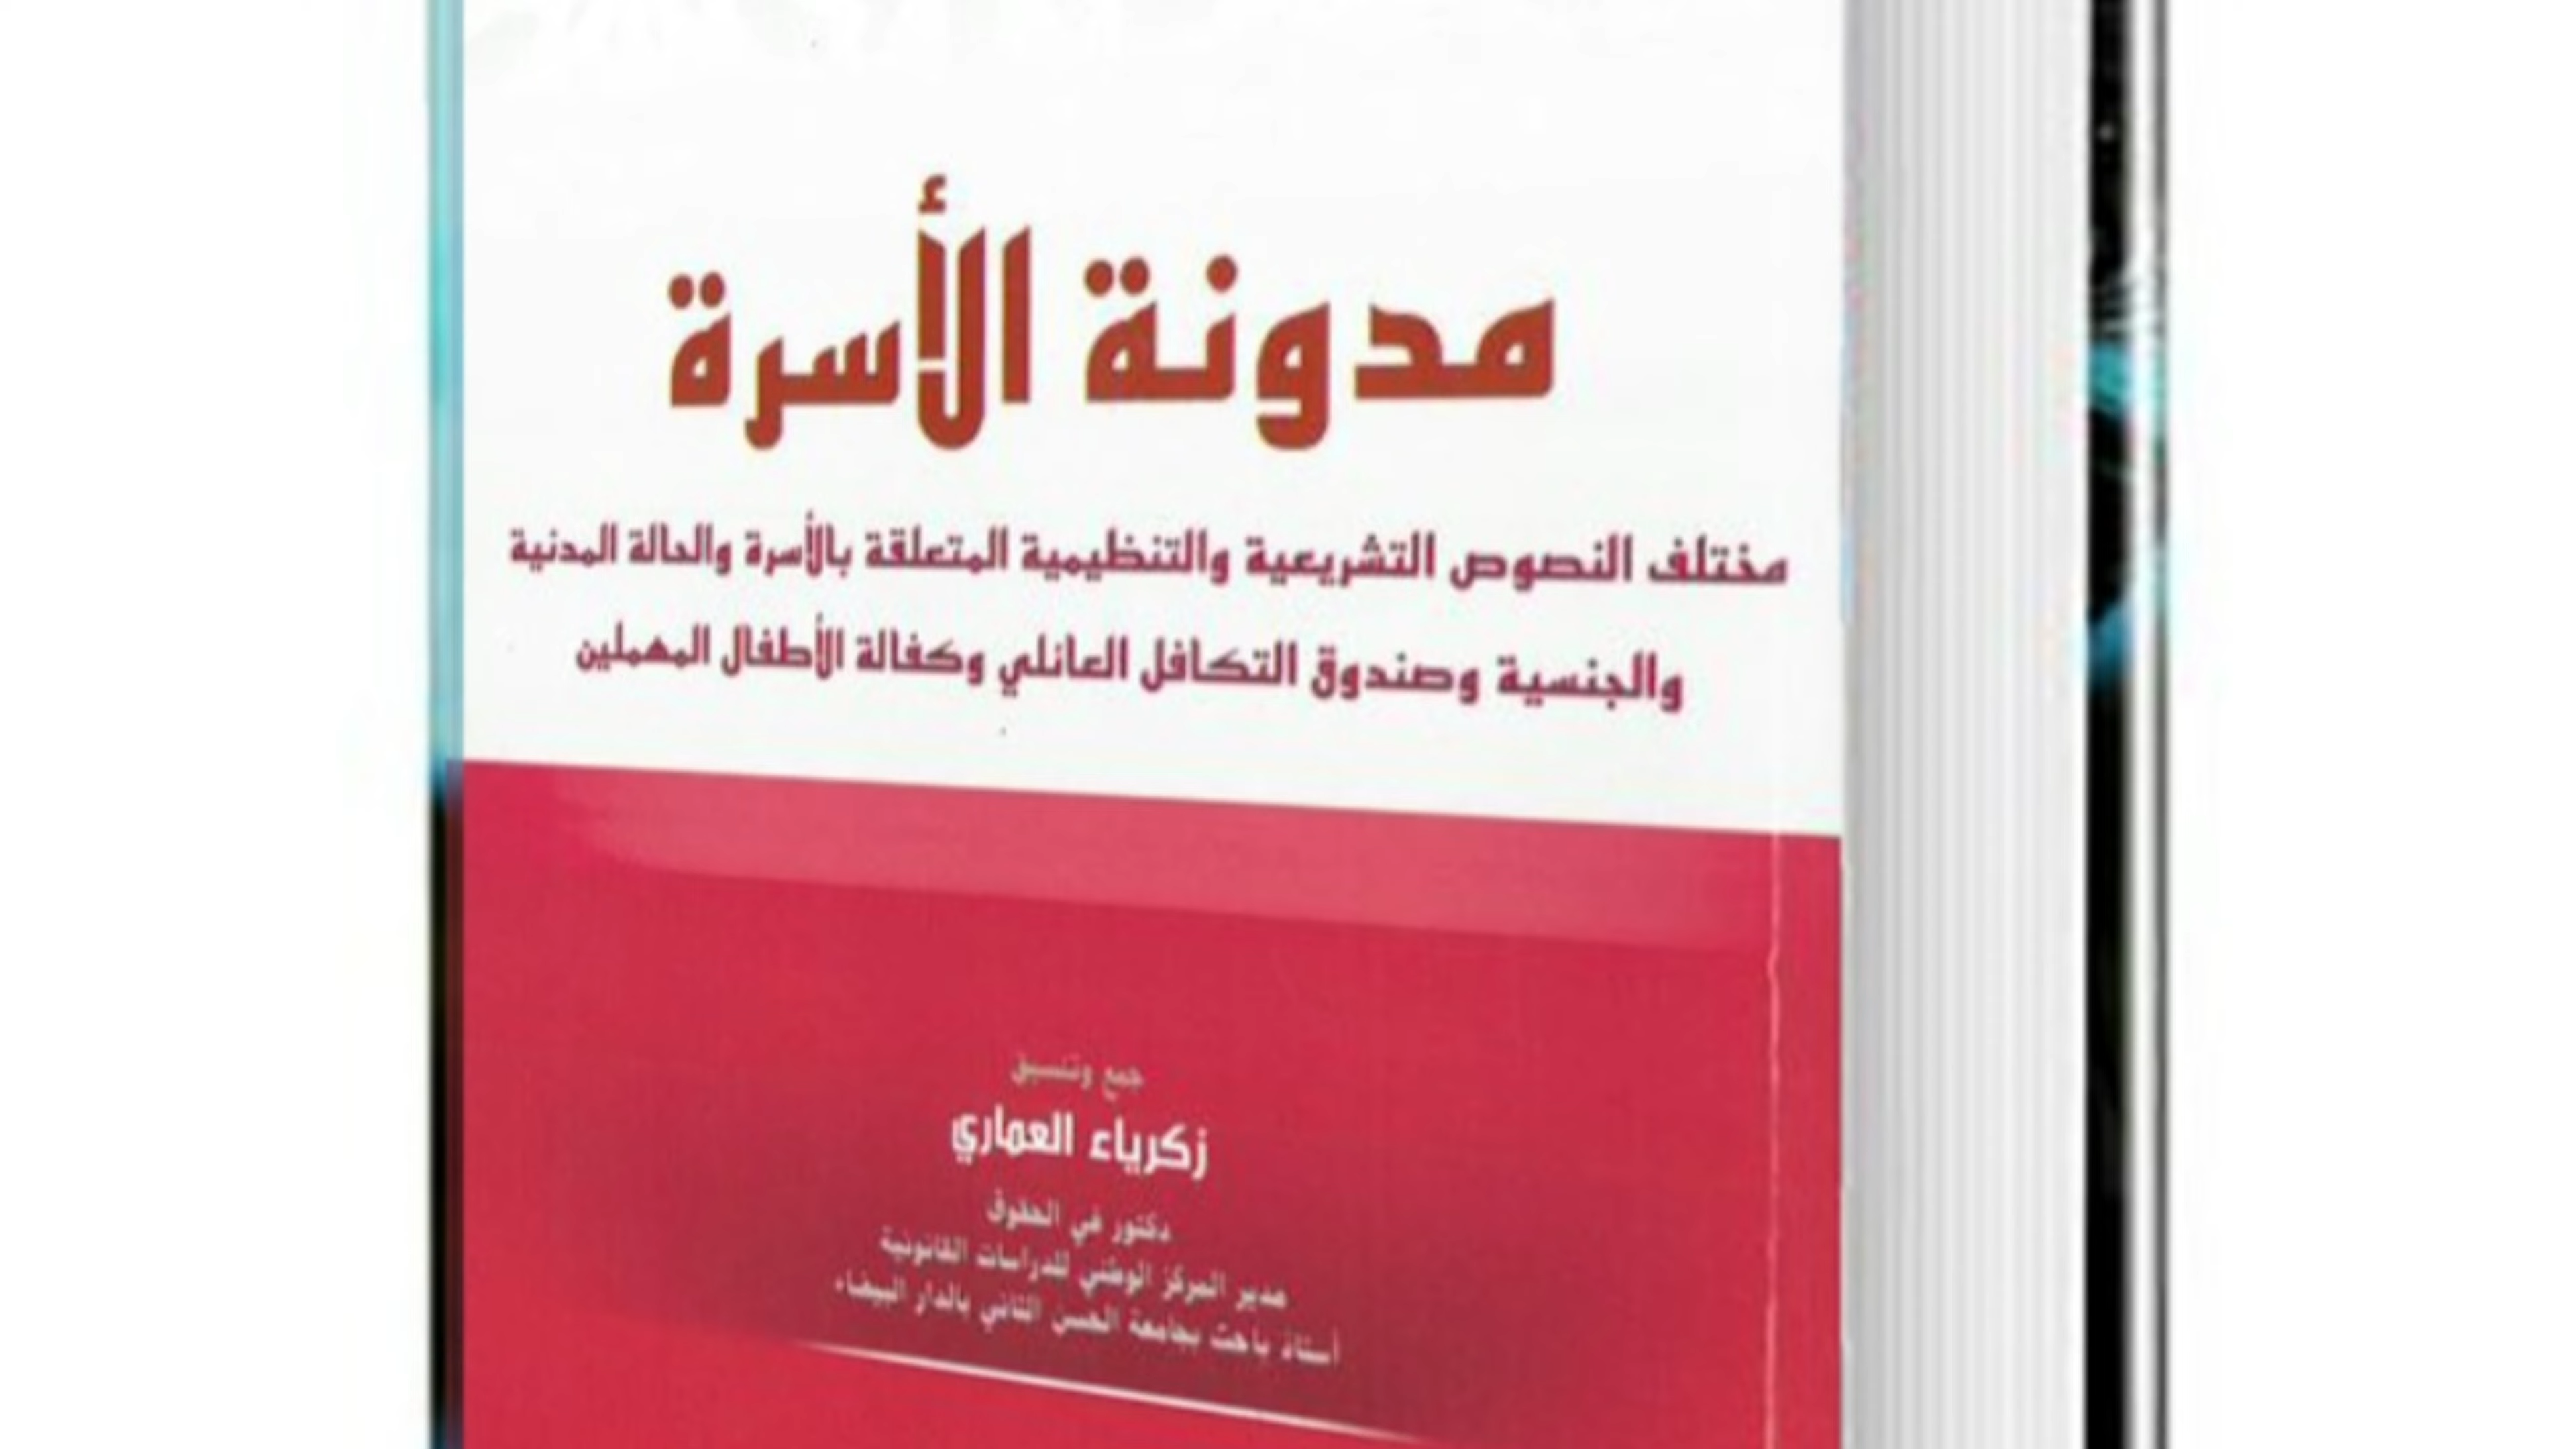 مدونة الأسرة
مختلف النصوص التشريعية والتنظيمية المتعلقة بالأسرة والحالة المدنية
والجنسية وصندوق التكافل العائلي وكفالة الأطفال المهملين
جمع وتنسيق
زكرياء العماري
دكتور في الحقوق
مدير المركز الوطني للدراسات القانونية
أستاذ باحث بجامعة الحسن الثاني بالدار البيضاء